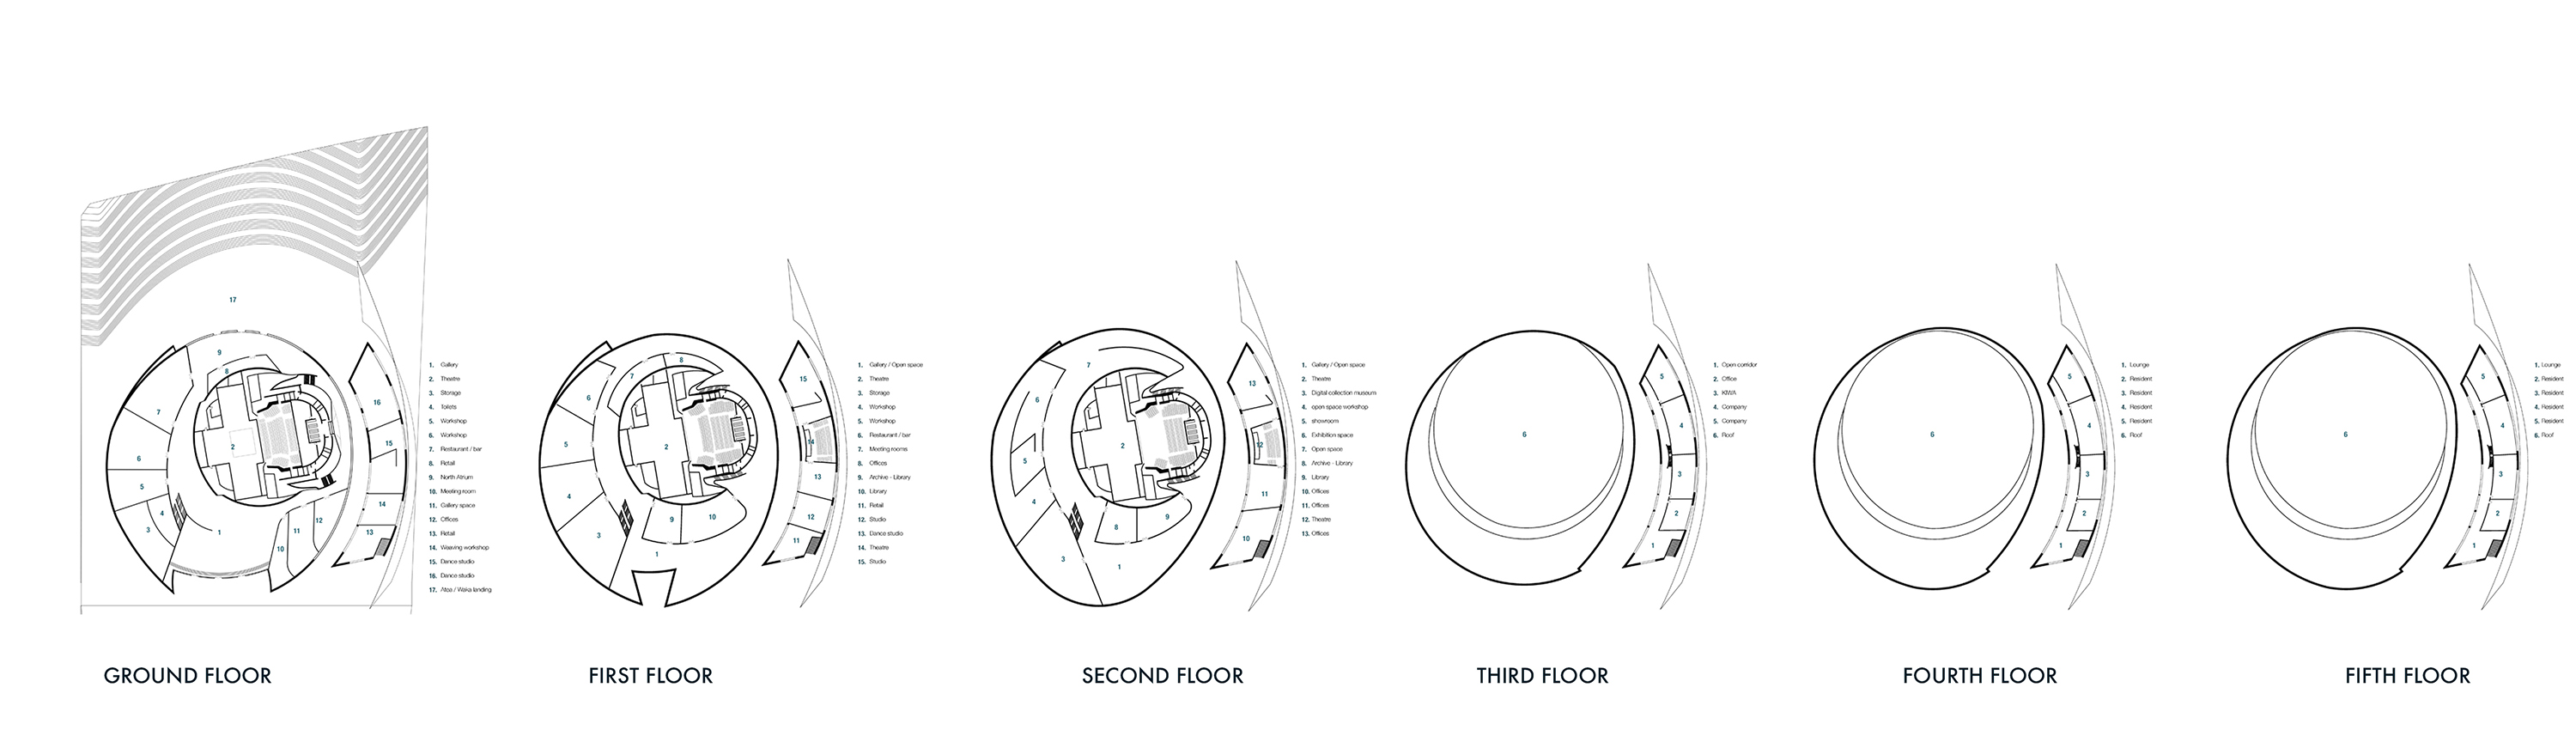 17
9
8
7
16
2
15
6
5
4
3
1
14
12
11
13
10
1. Gallery
2. Theatre
3. Storage
4. Toilets
5. Workshop
6. Workshop
7. Restaurant / bar
8. Retail
9. North Atrium
10. Meeting room
11. Gallery space
12. Offices
13. Retail
14. Weaving workshop
15. Dance studio
16. Dance studio
17. Atea / Waka landing
GROUND FLOOR
8
7
15
6
5
2
14
13
4
9
10
12
3
11
1
1. Gallery / Open space
2. Theatre
3. Storage
4. Workshop
5. Workshop
6. Restaurant / bar
7. Meeting rooms
8. Offices
9. Archive - Library
10. Library
11. Retail
12. Studio
13. Dance studio
14. Theatre
15. Studio
FIRST FLOOR
7
13
6
2
12
5
11
4
8
9
10
3
1
1. Gallery / Open space
2. Theatre
3. Digital collection museum
4. open space workshop
5. showroom
6. Exhibition space
7. Open space
8. Archive - Library
9. Library
10. Offices
11. Offices
12. Theatre
13. Offices
SECOND FLOOR
5
4
6
3
2
1
1. Open corridor
2. Office
3. KIWA
4. Company
5. Company
6. Roof
THIRD FLOOR
5
4
6
3
2
1
1. Lounge
2. Resident
3. Resident
4. Resident
5. Resident
6. Roof
FOURTH FLOOR
5
4
6
3
2
1
1. Lounge
2. Resident
3. Resident
4. Resident
5. Resident
6. Roof
FIFTH FLOOR